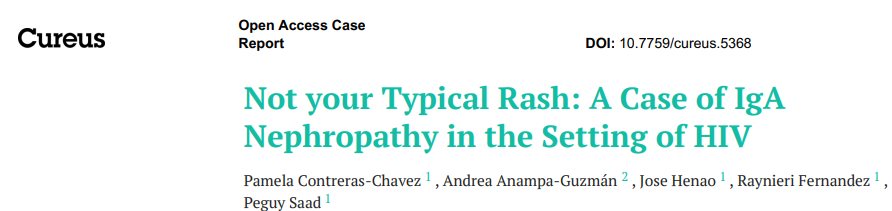 Cureus
Open Access Case
Report
DOI: 10.7759/cureus.5368
Not your Typical Rash: A Case of IgA
Nephropathy in the Setting of HIV
Pamela Contreras-Chavez 1 , Andrea Anampa-Guzmán 2 , Jose Henao 1 , Raynieri Fernandez 1 ,
Peguy Saad 1